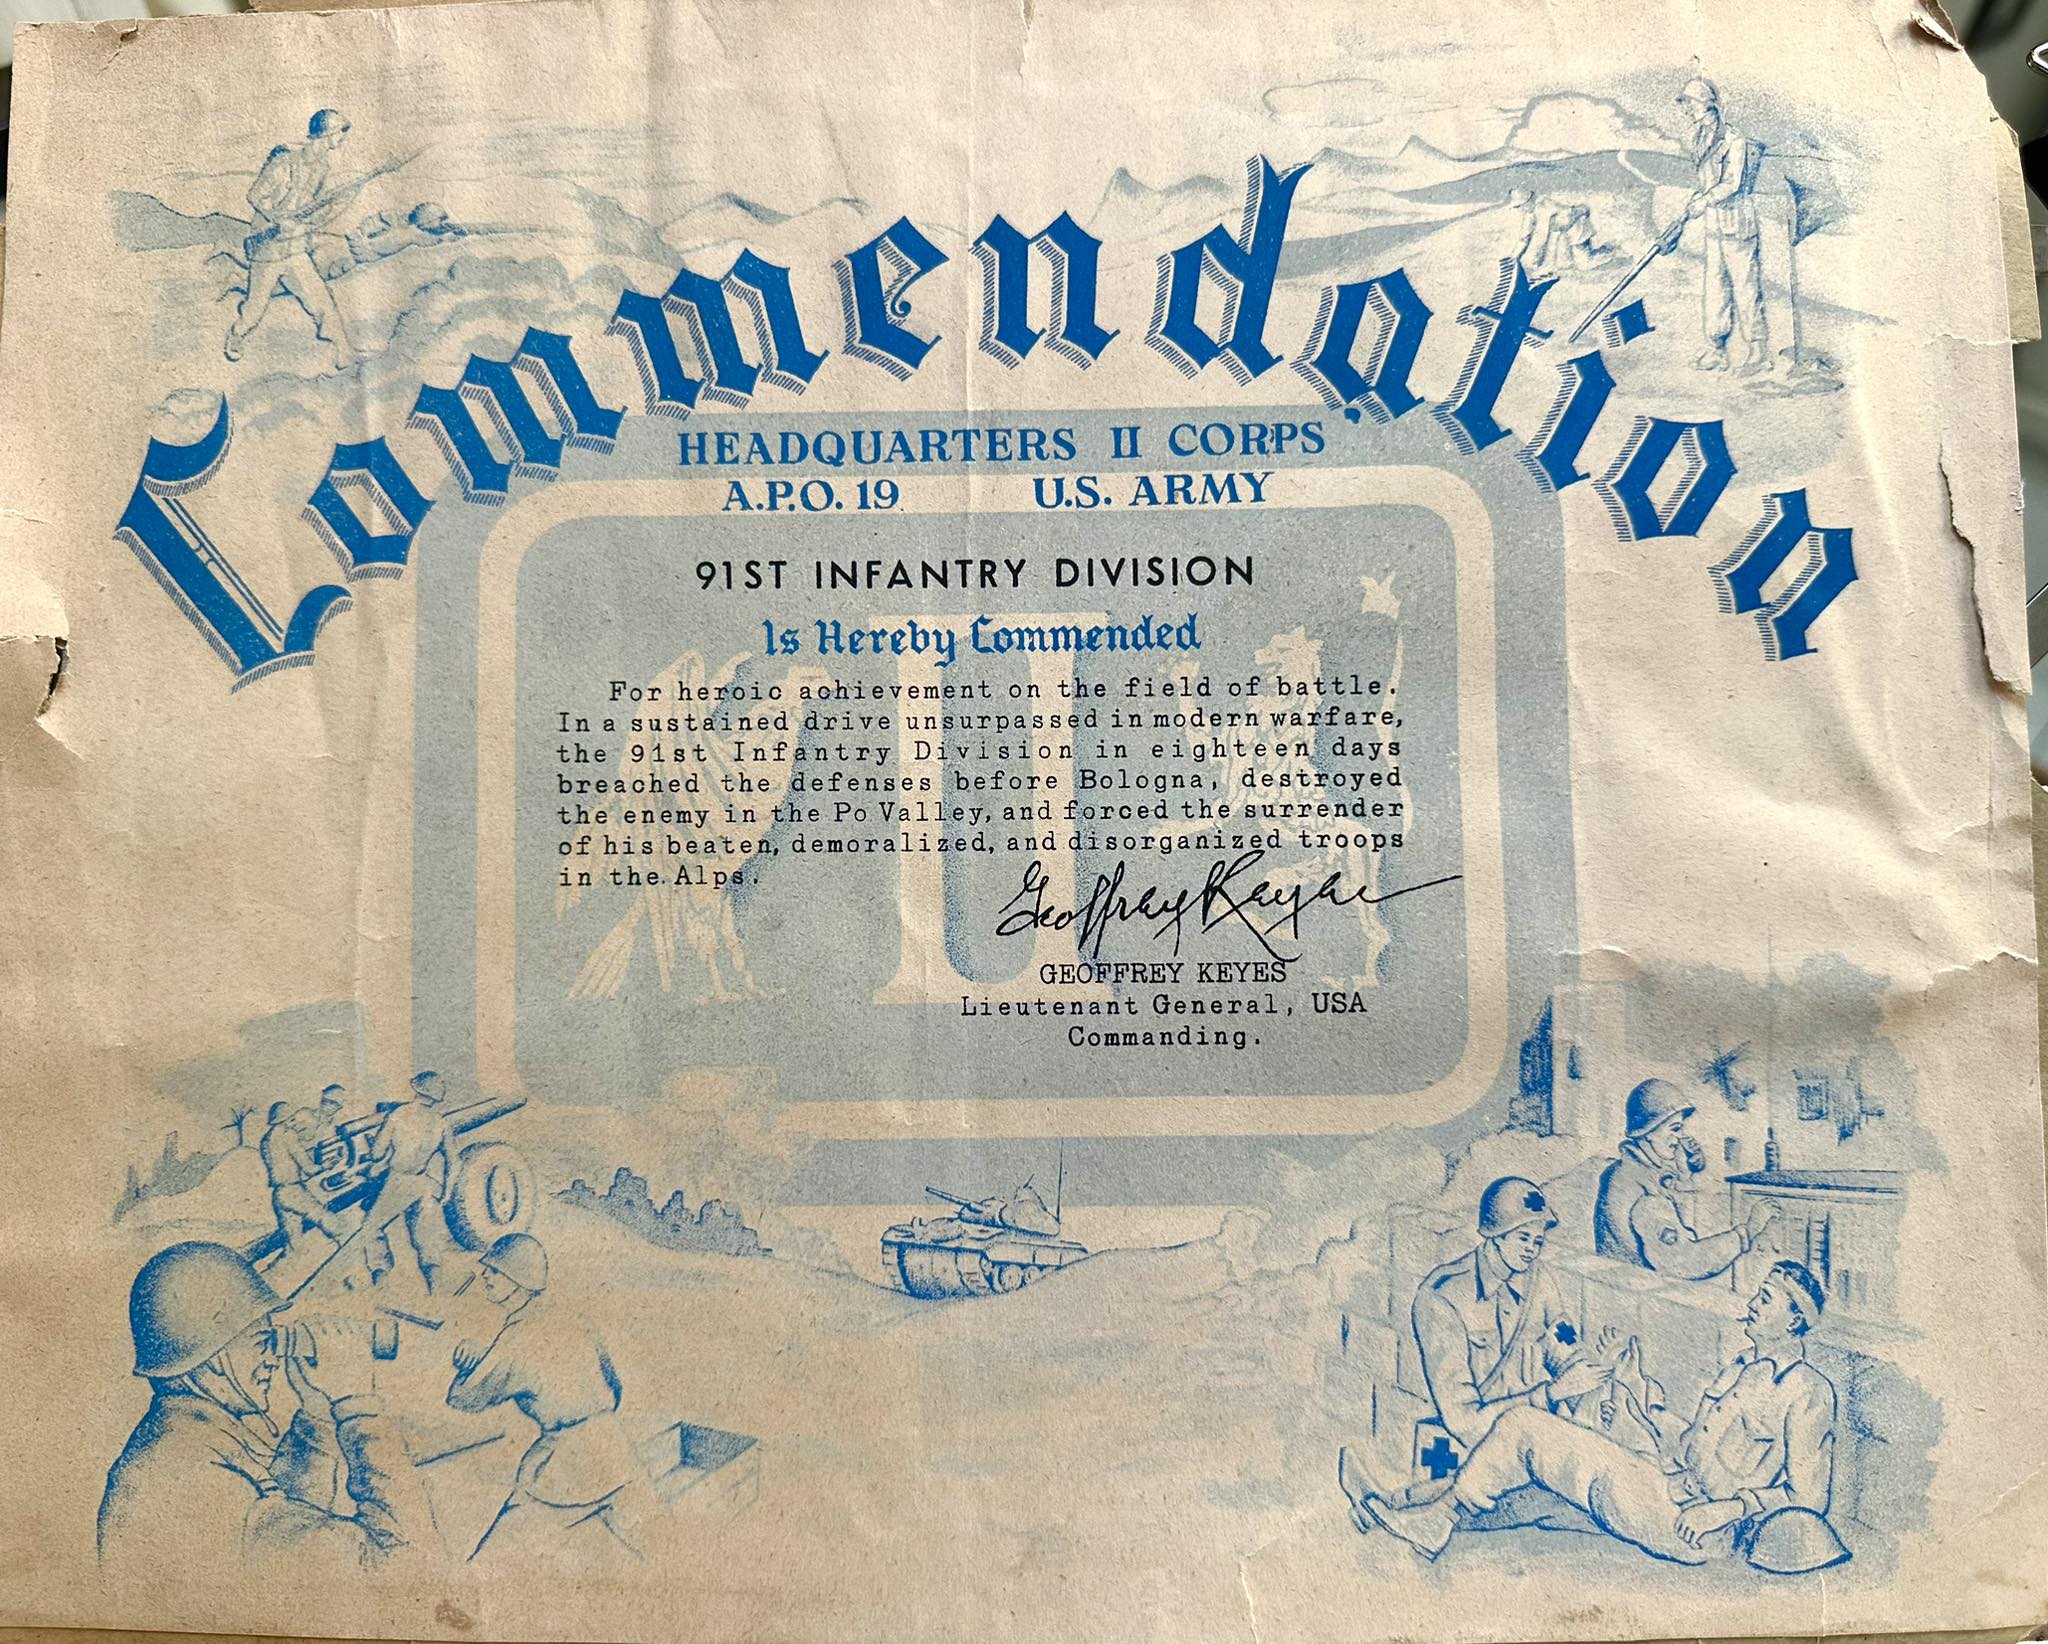 Commendation
HEADQUARTERS II CORPS
A.P.O. 19 U.S. ARMY
91ST INFANTRY DIVISION
Is Hereby Commended
For heroic achievement on the field of battle.
In a sustained drive unsurpassed in modern warfare,
the 91st Infantry Division in eighteen days
breached the defenses before Bologna, destroyed
the enemy in the Po Valley, and forced the surrender
of his beaten, demoralized, and disorganized troops
in the Alps.
Geoffrey Keyes
GEOFFREY KEYES
Lieutenant General, USA
Commanding.
II